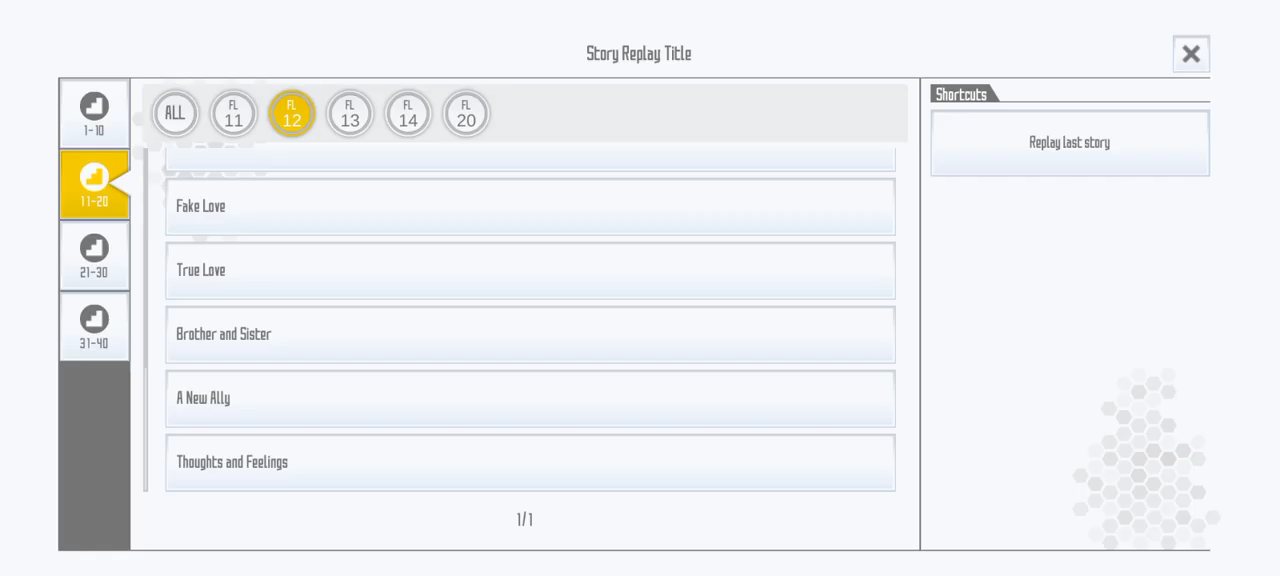 Story Replay Title
1-10
11-20
21-30
31-40
ALL
FL
11
FL
12
FL
13
FL
14
FL
20
Fake Love
True Love
Brother and Sister
A New Ally
Thoughts and Feelings
1/1
Shortcuts
Replay last story